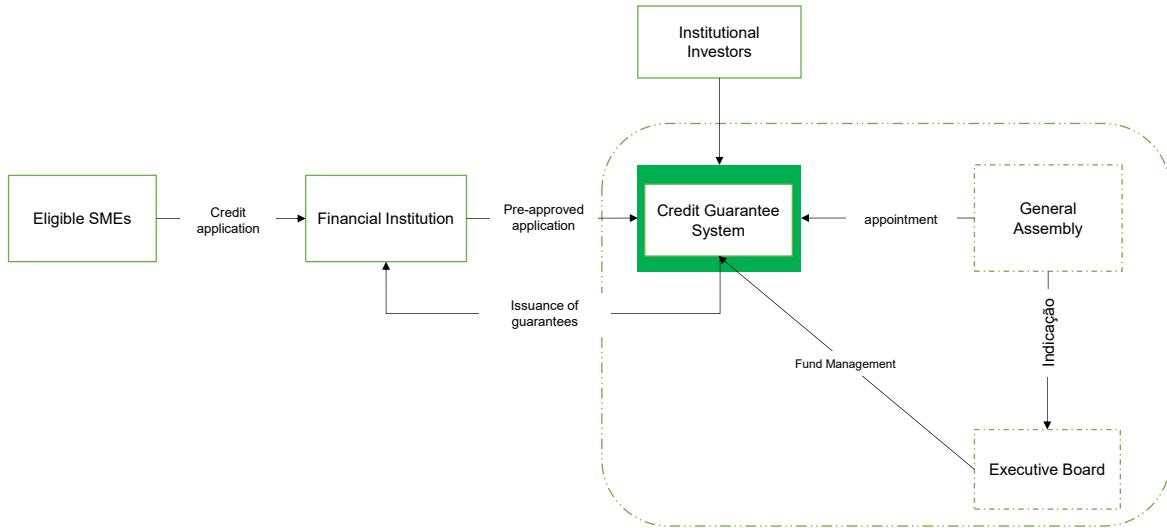 Institutional
Investors
Eligible SMEs
Credit
application
Financial Institution
Pre-approved
application
Credit Guarantee
System
appointment
General
Assembly
Issuance of
guarantees
Indicação
Fund Management
Executive Board